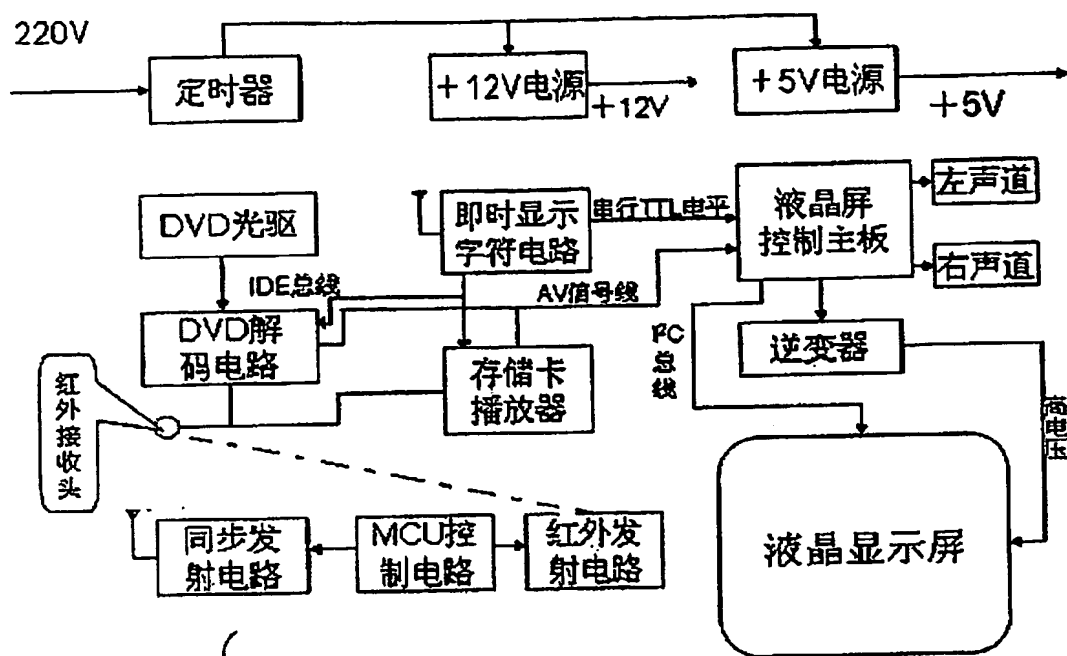 220V
定时器
+12V电源
+12V
+5V电源
+5V
DVD光驱
即时显示
字符电路
串行TTL电平
液晶屏
控制主板
左声道
右声道
IDE总线
AV信号线
DVD解
码电路
存储卡
播放器
I²C
总
线
逆变器
高
电
压
红
外
接
收
头
同步发
射电路
MCU控
制电路
红外发
射电路
液晶显示屏